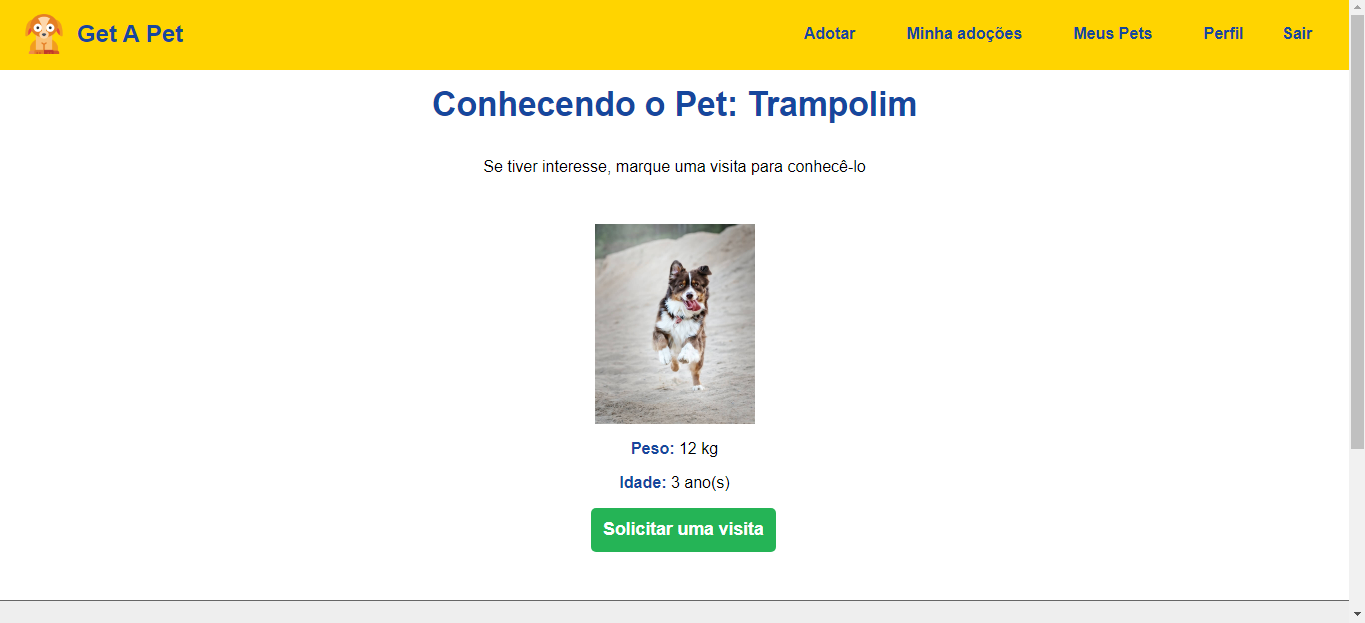 Get A Pet
Adotar
Minha adoções
Meus Pets
Perfil
Sair
Conhecendo o Pet: Trampolim
Se tiver interesse, marque uma visita para conhecê-lo
Peso: 12 kg
Idade: 3 ano(s)
Solicitar uma visita